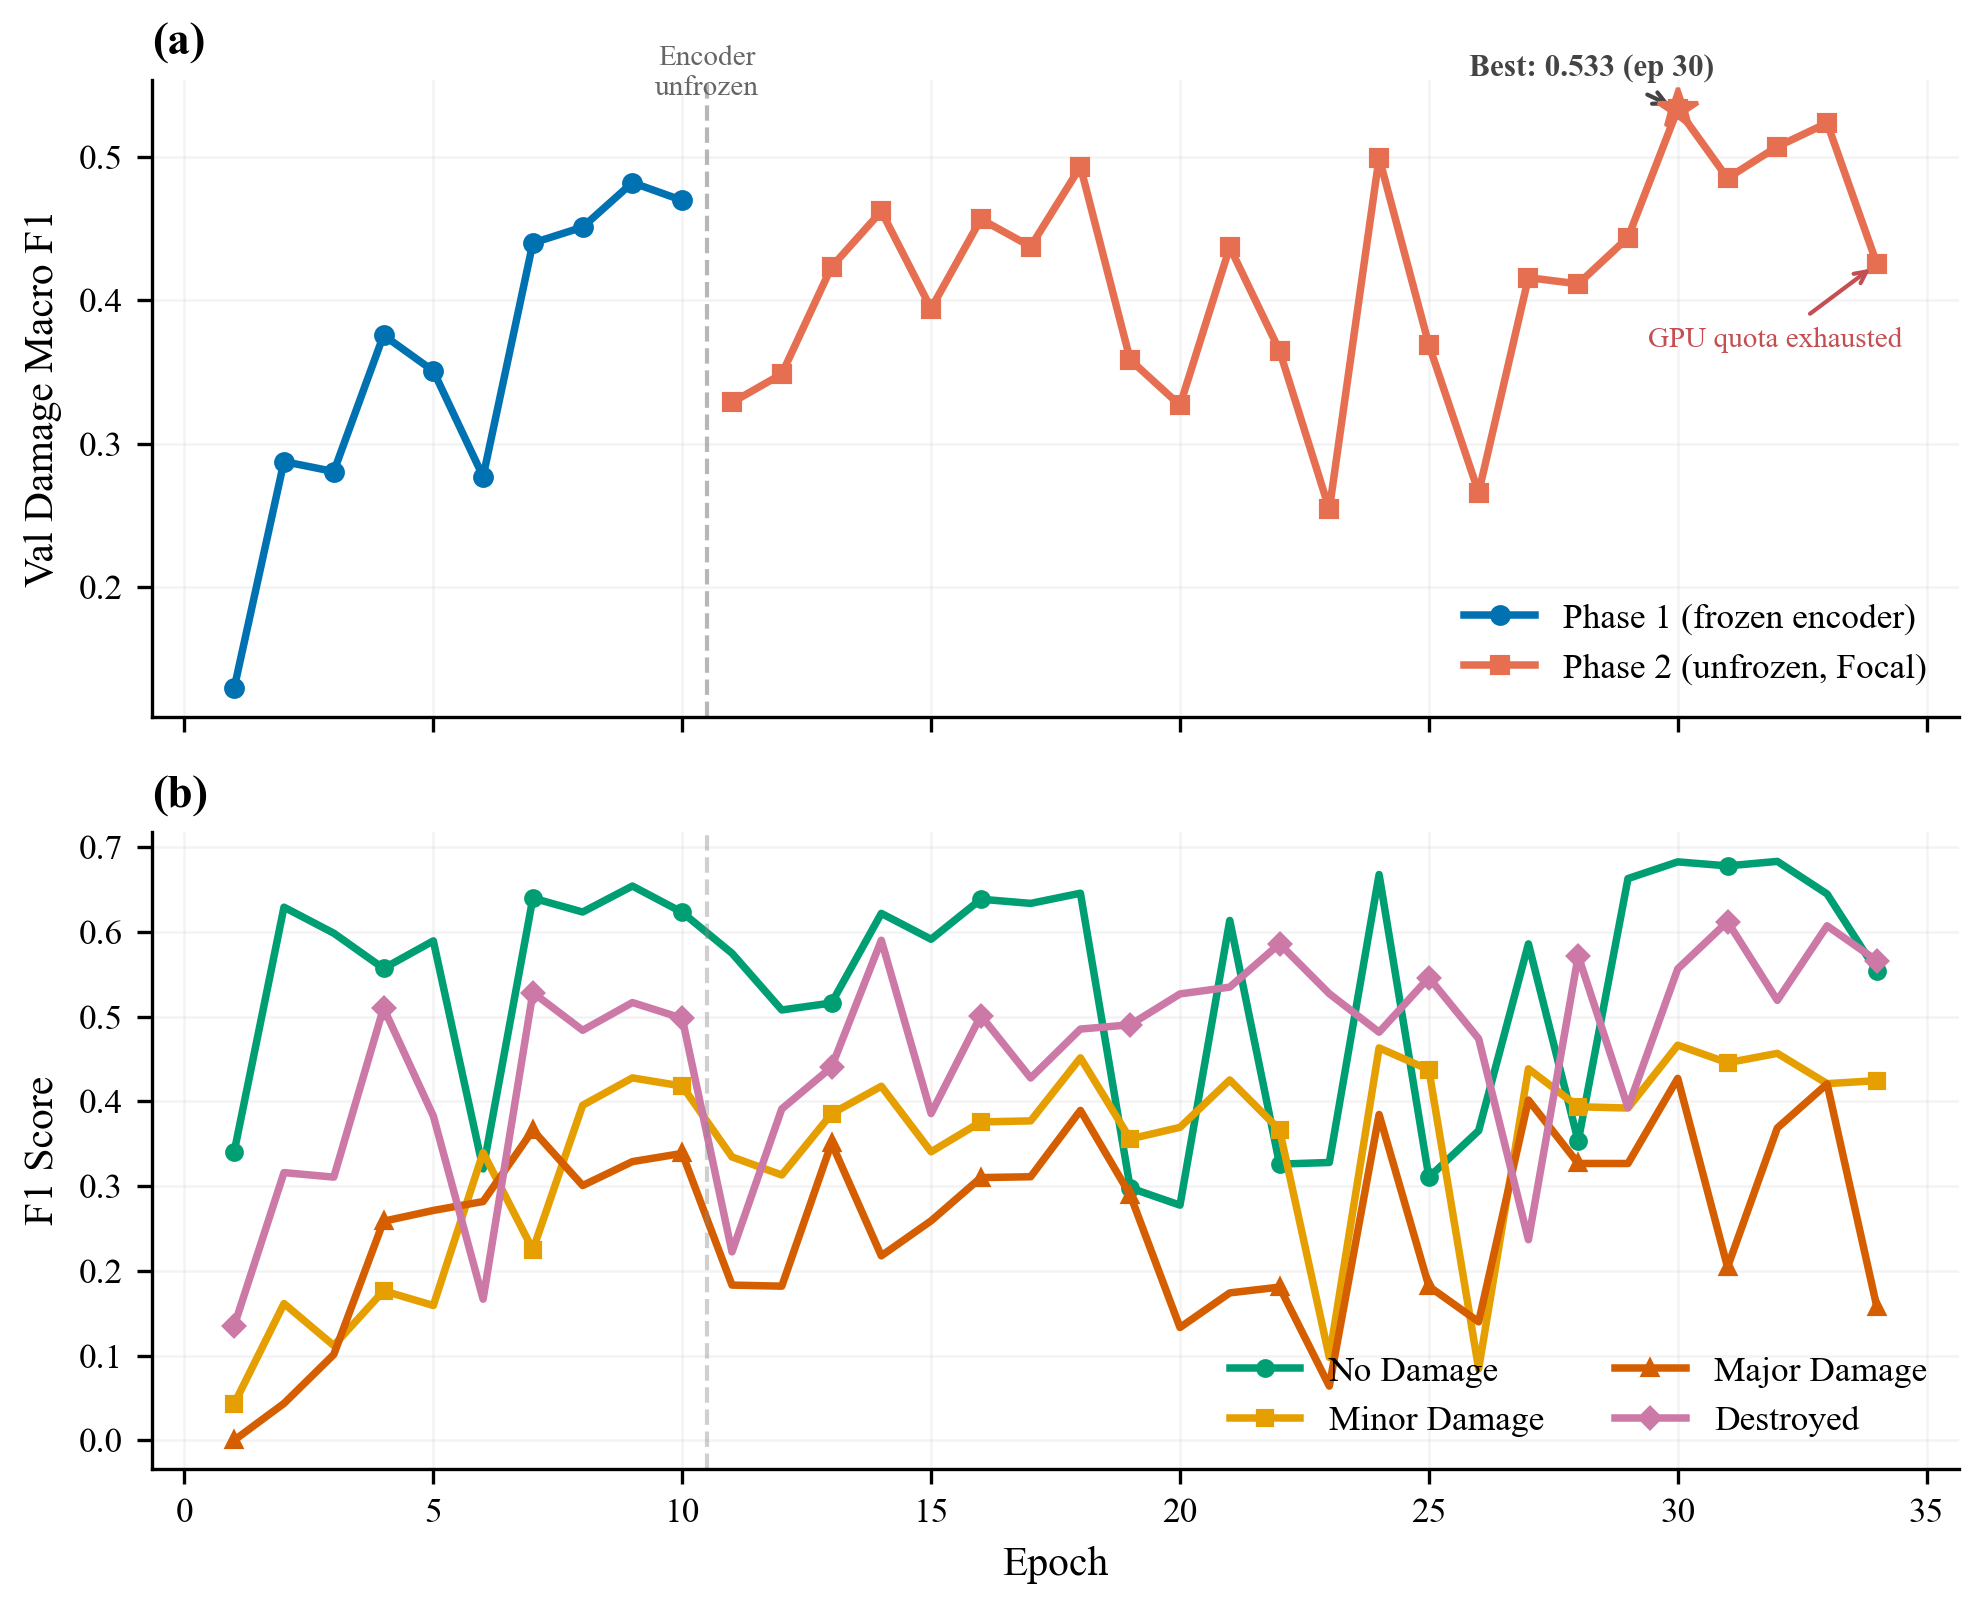 (a)
Encoder
unfrozen
Best: 0.533 (ep 30)
0.5
0.4
0.3
0.2
Val Damage Macro F1
GPU quota exhausted
Phase 1 (frozen encoder)
Phase 2 (unfrozen, Focal)
(b)
0.7
0.6
0.5
0.4
0.3
0.2
0.1
0.0
F1 Score
No Damage
Minor Damage
Major Damage
Destroyed
0 5 10 15 20 25 30 35
Epoch